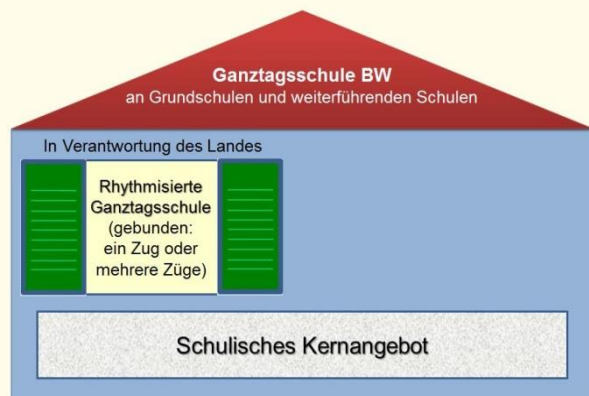 Ganztagsschule BW
an Grundschulen und weiterführenden Schulen
In Verantwortung des Landes
Rhythmisierte
Ganztagsschule
(gebunden:
ein Zug oder
mehrere Züge)
Schulisches Kernangebot